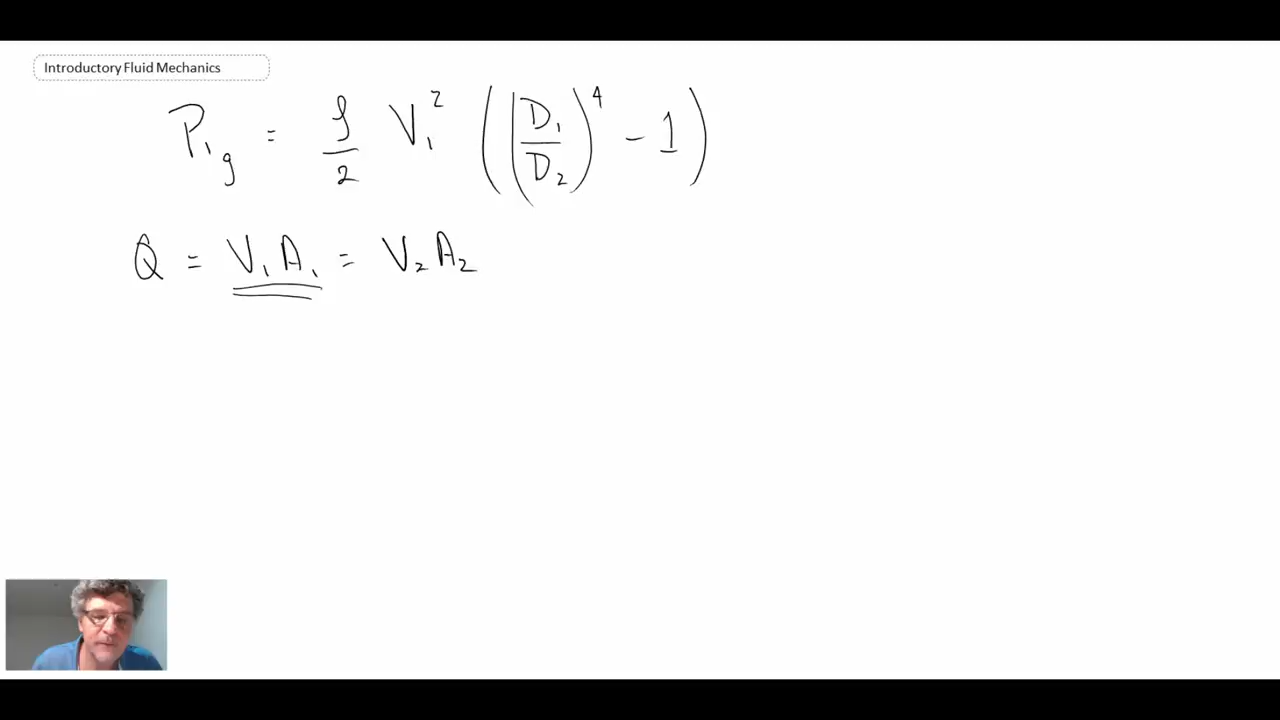 Introductory Fluid Mechanics
P₁g = ρ/2 V₁² ((D₁/D₂)⁴ - 1)
Q = V₁A₁ = V₂A₂